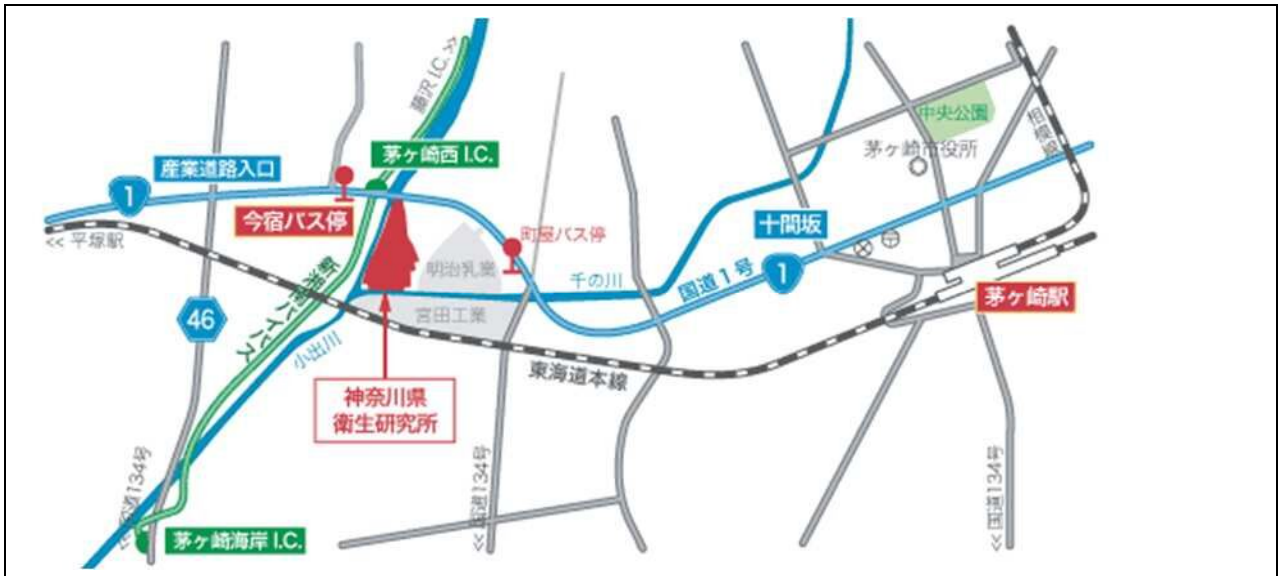 藤沢 I.C. >>
中央公園
相模線
茅ヶ崎市役所
茅ヶ崎西 I.C.
産業道路入口
1
今宿バス停
<< 平塚駅
町屋バス停
十間坂
明治乳業
千の川
国道1号
1
茅ヶ崎駅
新湘南バイパス
46
宮田工業
小出川
東海道本線
神奈川県
衛生研究所
<< 国道134号
<< 国道134号
<< 国道134号
茅ヶ崎海岸 I.C.